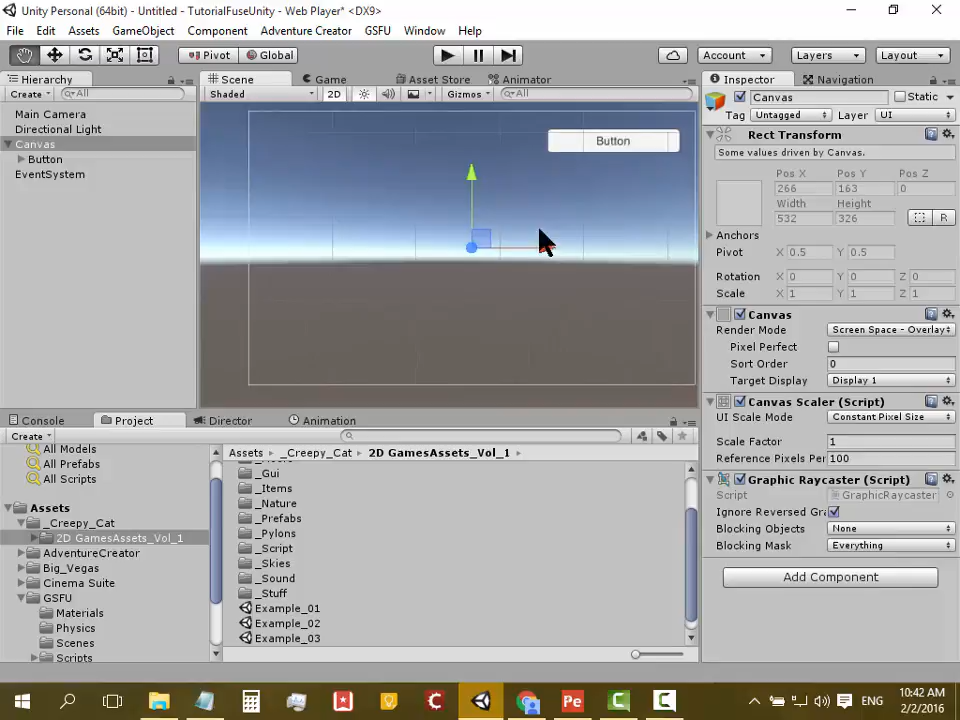 Unity Personal (64bit) - Untitled - TutorialFuseUnity - Web Player* <DX9>
File Edit Assets GameObject Component Adventure Creator GSFU Window Help
Pivot Global Account Layers Layout
Hierarchy Scene Game Asset Store Animator Inspector Navigation
Create All Shaded 2D Gizmos All Canvas Static
Tag Untagged Layer UI
Main Camera
Directional Light
Canvas
Button
EventSystem
Button
Rect Transform
Some values driven by Canvas.
Pos X Pos Y Pos Z
266 163 0
Width Height
532 326 R
Anchors
Pivot X 0.5 Y 0.5
Rotation X 0 Y 0 Z 0
Scale X 1 Y 1 Z 1
Canvas
Render Mode Screen Space - Overlay
Pixel Perfect
Sort Order 0
Target Display Display 1
Canvas Scaler (Script)
UI Scale Mode Constant Pixel Size
Scale Factor 1
Reference Pixels Per 100
Graphic Raycaster (Script)
Script GraphicRaycaster
Ignore Reversed Gra
Blocking Objects None
Blocking Mask Everything
Add Component
Console Project Director Animation
Create
All Models
All Prefabs
All Scripts
Assets
_Creepy_Cat
2D GamesAssets_Vol_1
AdventureCreator
Big_Vegas
Cinema Suite
GSFU
Materials
Physics
Scenes
Scripts
Assets _Creepy_Cat 2D GamesAssets_Vol_1
_Gui
_Items
_Nature
_Prefabs
_Pylons
_Script
_Skies
_Sound
_Stuff
Example_01
Example_02
Example_03
Pe
ENG
10:42 AM
2/2/2016